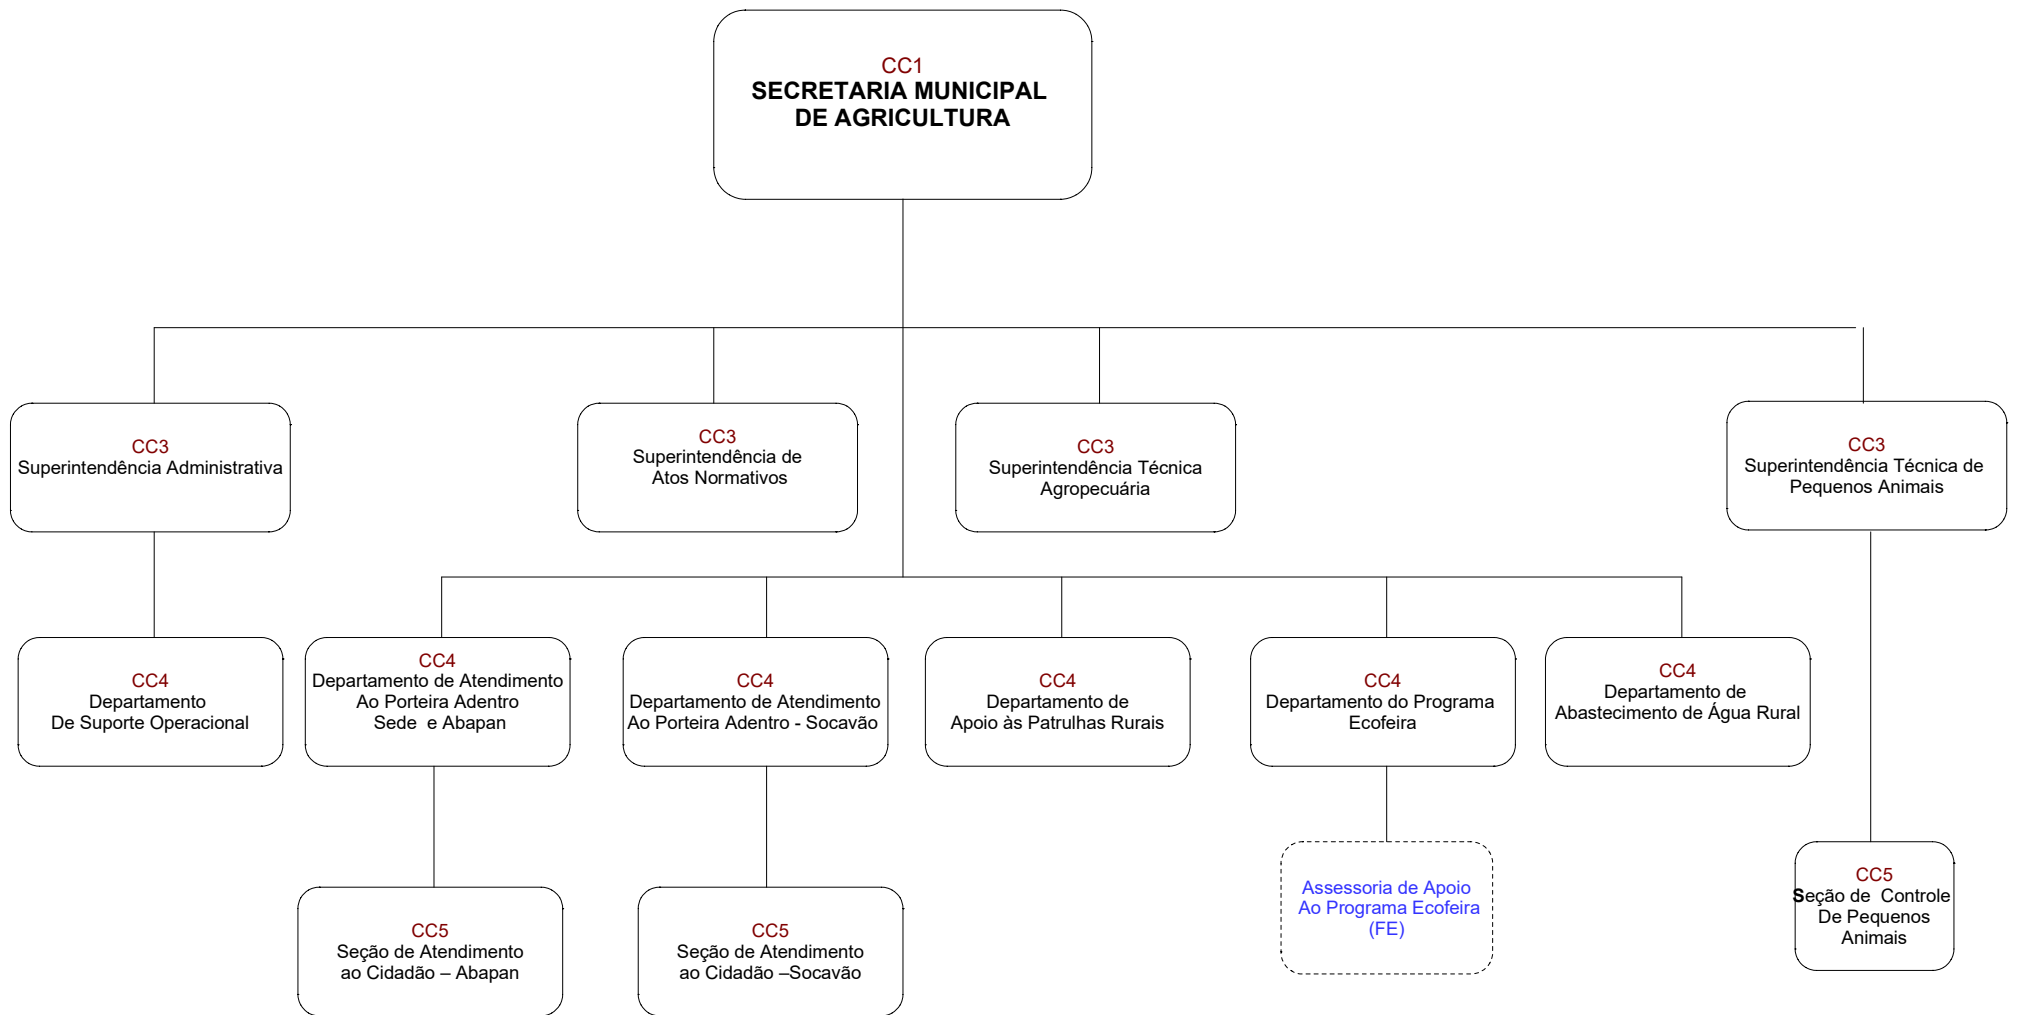 CC1
SECRETARIA MUNICIPAL
DE AGRICULTURA
CC3
Superintendência Administrativa
CC3
Superintendência de
Atos Normativos
CC3
Superintendência Técnica
Agropecuária
CC3
Superintendência Técnica de
Pequenos Animais
CC4
Departamento
De Suporte Operacional
CC4
Departamento de Atendimento
Ao Porteira Adentro
Sede e Abapan
CC4
Departamento de Atendimento
Ao Porteira Adentro - Socavão
CC4
Departamento de
Apoio às Patrulhas Rurais
CC4
Departamento do Programa
Ecofeira
CC4
Departamento de
Abastecimento de Água Rural
CC5
Seção de Atendimento
ao Cidadão – Abapan
CC5
Seção de Atendimento
ao Cidadão –Socavão
Assessoria de Apoio
Ao Programa Ecofeira
(FE)
CC5
Seção de Controle
De Pequenos
Animais